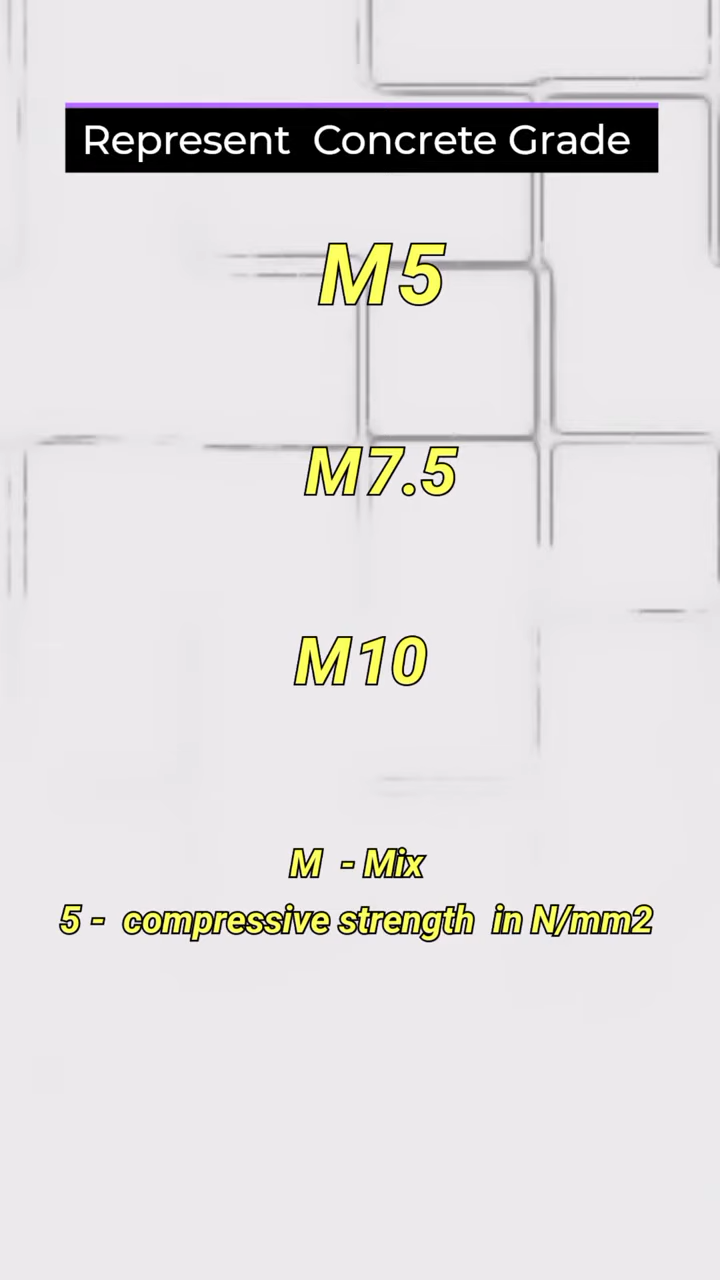 Represent Concrete Grade
M5
M7.5
M10
M - Mix
5 - compressive strength in N/mm2